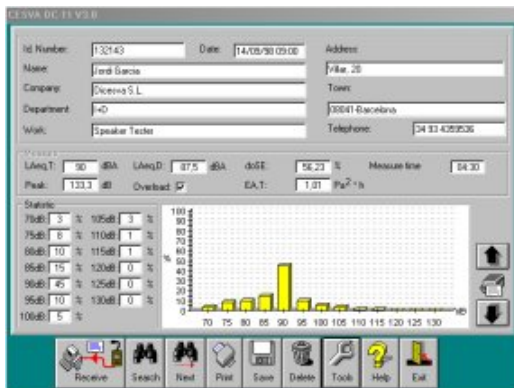 CESVA DC-11 V3.0
Id. Number: 132143 Date: 14/09/98 09:00 Address
Name: Jordi Garcia Villar, 20
Company: Dicesva S.L. Town:
Department I+D 08041-Barcelona
Work: Speaker Tester Telephone: 34 93 4359536
Measure
LAeq,T: 90 dBA LAeq,D: 87,5 dBA doSE: 56,23 % Measure time 04:30
Peak: 133,3 dB Overload EA,T: 1,01 Pa2 * h
Statistic
70dB: 3 % 105dB: 3 %
75dB: 8 % 110dB: 1 %
80dB: 10 % 115dB: 1 %
85dB: 15 % 120dB: 0 %
90dB: 45 % 125dB: 0 %
95dB: 10 % 130dB: 0 %
100dB: 5 %
100
90
80
70
60
50
40
30
20
10
0
%
70 75 80 85 90 95 100 105 110 115 120 125 130 dB
Receive Search Next Print Save Delete Tools Help Exit